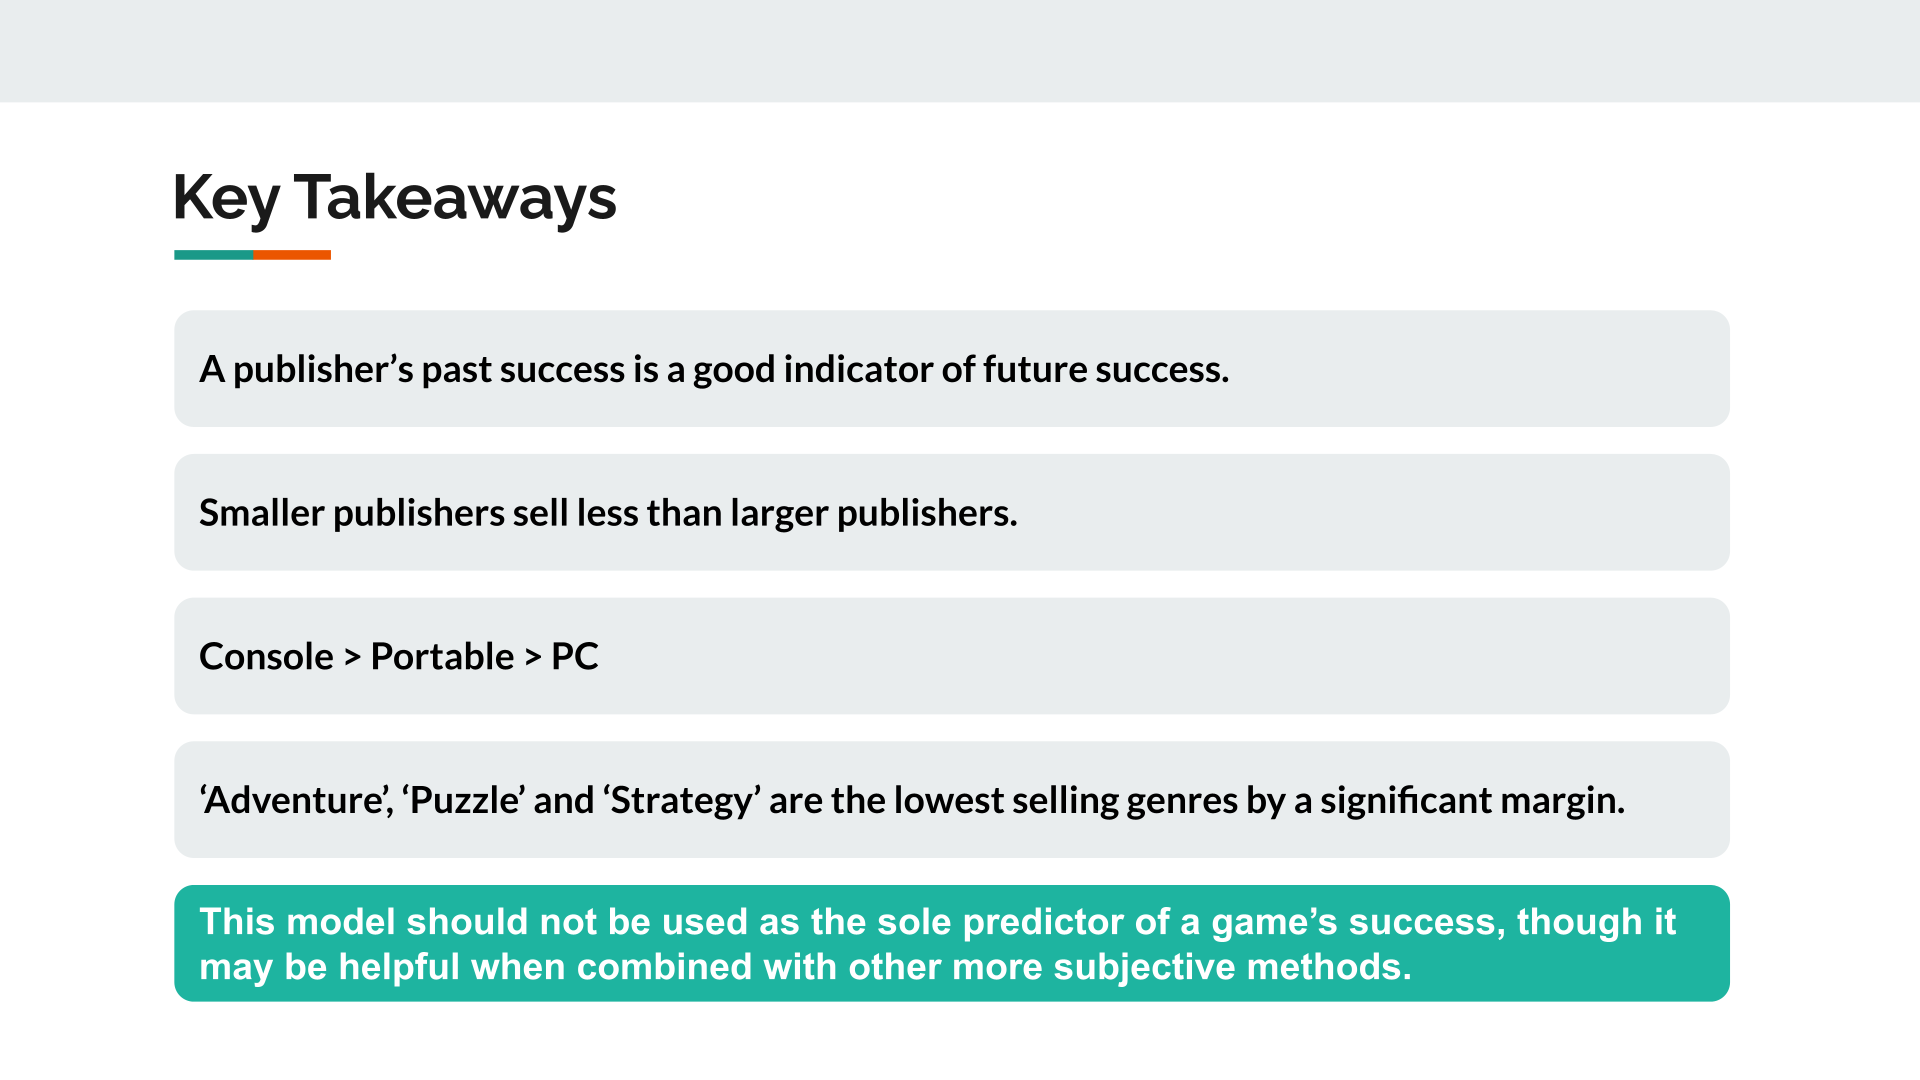 Key Takeaways
A publisher’s past success is a good indicator of future success.
Smaller publishers sell less than larger publishers.
Console > Portable > PC
‘Adventure’, ‘Puzzle’ and ‘Strategy’ are the lowest selling genres by a significant margin.
This model should not be used as the sole predictor of a game’s success, though it
may be helpful when combined with other more subjective methods.